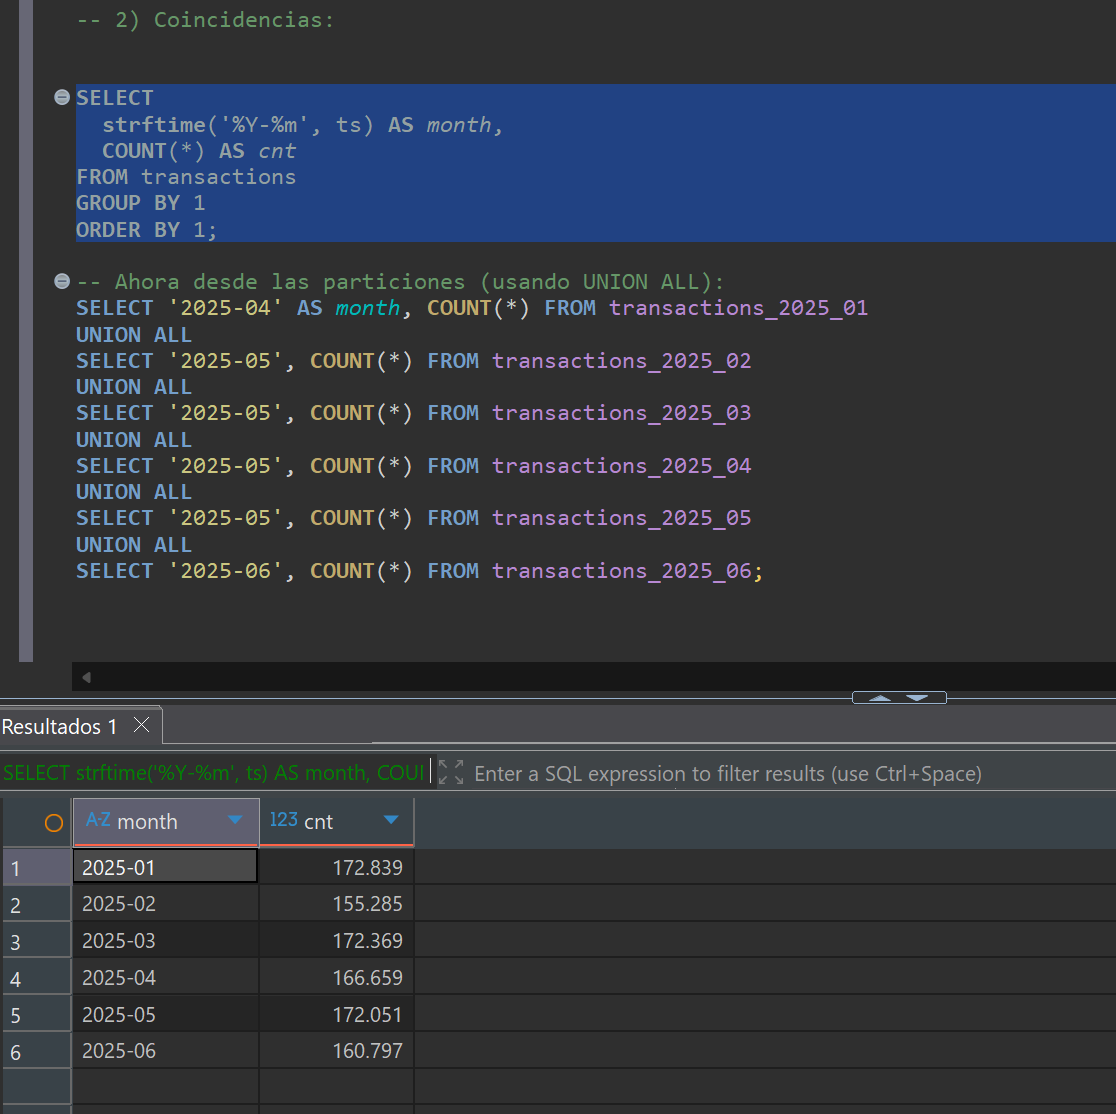 -- 2) Coincidencias:
SELECT
strftime('%Y-%m', ts) AS month,
COUNT(*) AS cnt
FROM transactions
GROUP BY 1
ORDER BY 1;
-- Ahora desde las particiones (usando UNION ALL):
SELECT '2025-04' AS month, COUNT(*) FROM transactions_2025_01
UNION ALL
SELECT '2025-05', COUNT(*) FROM transactions_2025_02
UNION ALL
SELECT '2025-05', COUNT(*) FROM transactions_2025_03
UNION ALL
SELECT '2025-05', COUNT(*) FROM transactions_2025_04
UNION ALL
SELECT '2025-05', COUNT(*) FROM transactions_2025_05
UNION ALL
SELECT '2025-06', COUNT(*) FROM transactions_2025_06;
Resultados 1
SELECT strftime('%Y-%m', ts) AS month, COUI Enter a SQL expression to filter results (use Ctrl+Space)
A-Z month 123 cnt
1 2025-01 172.839
2 2025-02 155.285
3 2025-03 172.369
4 2025-04 166.659
5 2025-05 172.051
6 2025-06 160.797